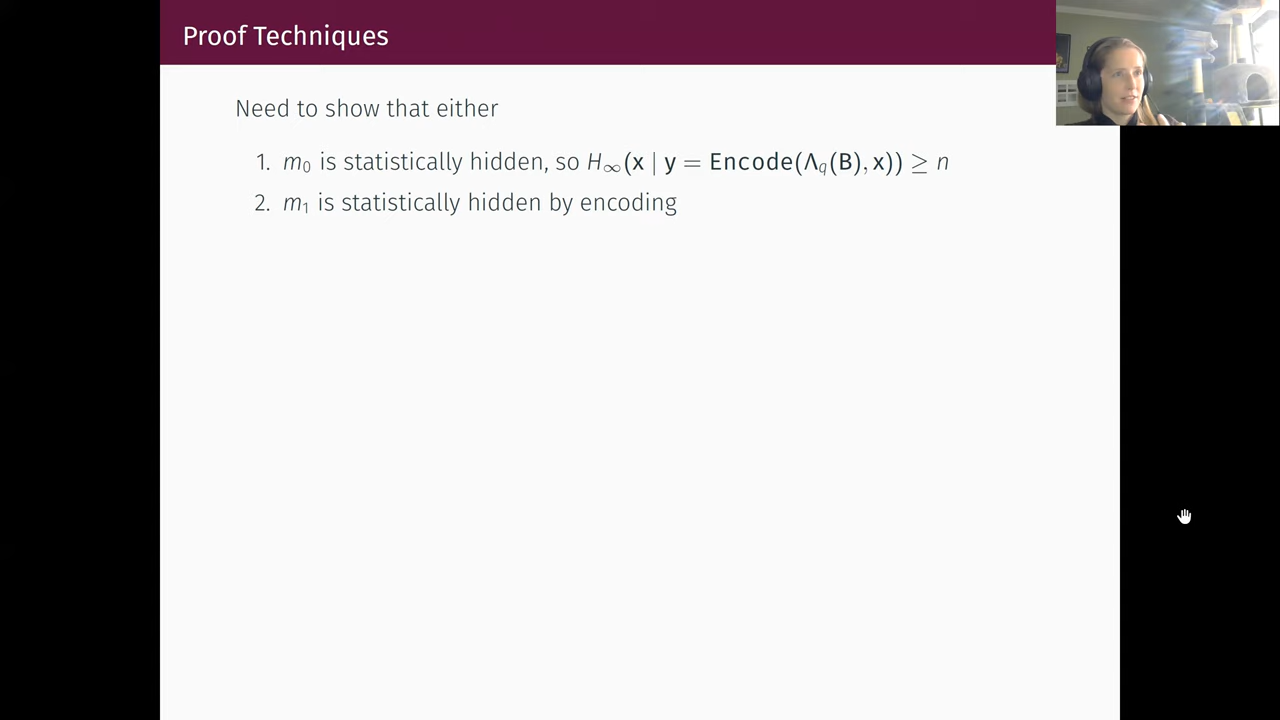 Proof Techniques
Need to show that either
1. m₀ is statistically hidden, so H∞(x | y = Encode(Λq(B), x)) ≥ n
2. m₁ is statistically hidden by encoding